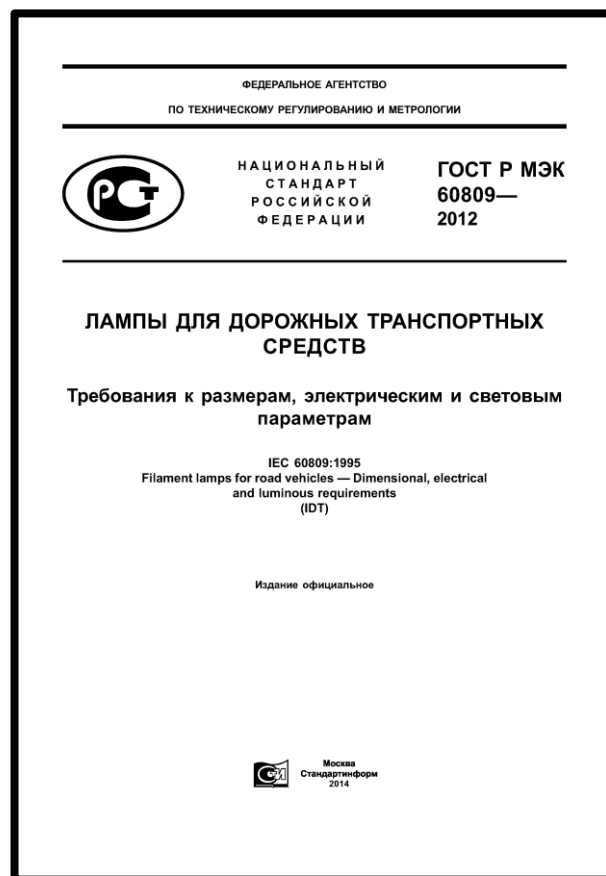 ФЕДЕРАЛЬНОЕ АГЕНТСТВО
ПО ТЕХНИЧЕСКОМУ РЕГУЛИРОВАНИЮ И МЕТРОЛОГИИ
РСТ
НАЦИОНАЛЬНЫЙ
СТАНДАРТ
РОССИЙСКОЙ
ФЕДЕРАЦИИ
ГОСТ Р МЭК
60809—
2012
ЛАМПЫ ДЛЯ ДОРОЖНЫХ ТРАНСПОРТНЫХ
СРЕДСТВ
Требования к размерам, электрическим и световым
параметрам
IEC 60809:1995
Filament lamps for road vehicles — Dimensional, electrical
and luminous requirements
(IDT)
Издание официальное
Москва
Стандартинформ
2014